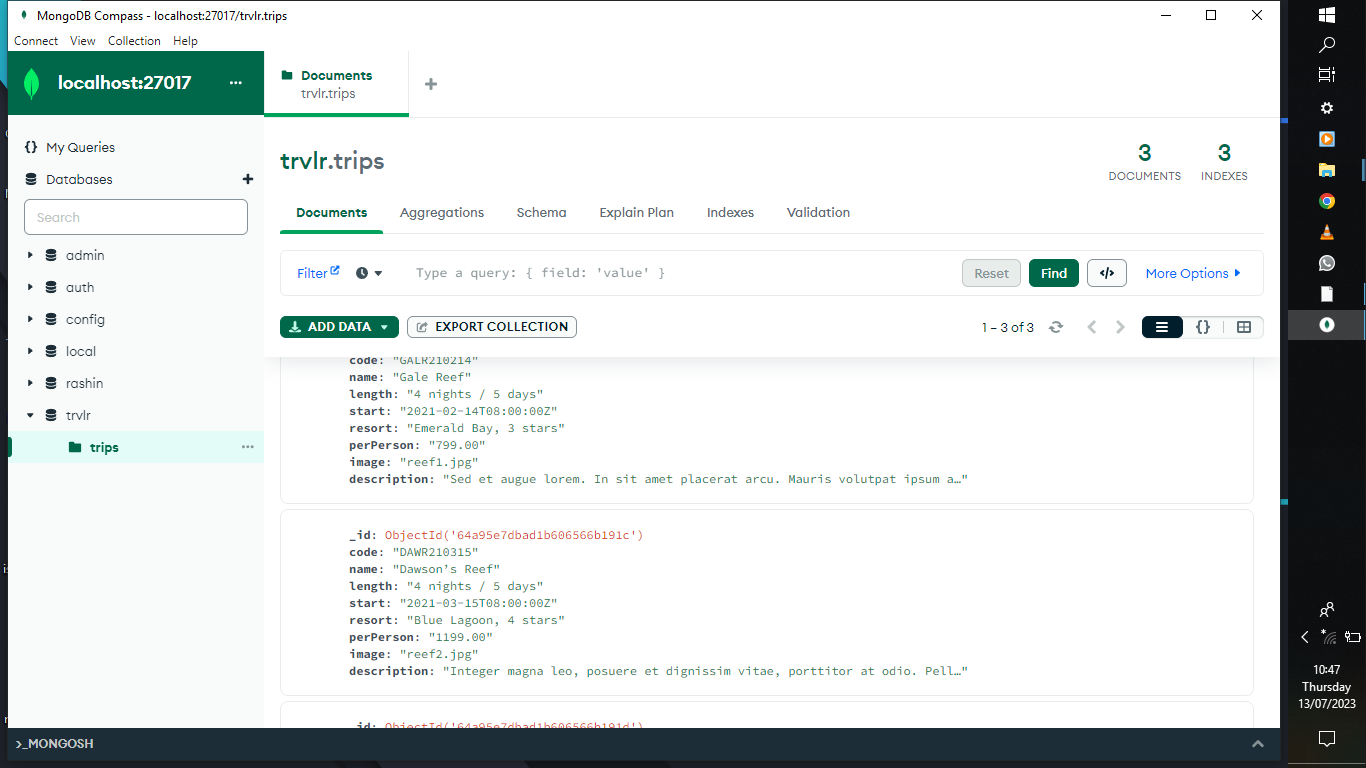 MongoDB Compass - localhost:27017/trvlr.trips
Connect View Collection Help
localhost:27017
Documents
trvlr.trips
My Queries
Databases
Search
admin
auth
config
local
rashin
trvlr
trips
trvlr.trips
3
DOCUMENTS
3
INDEXES
Documents Aggregations Schema Explain Plan Indexes Validation
Filter
Type a query: { field: 'value' }
Reset
Find
</>
More Options
ADD DATA
EXPORT COLLECTION
1 – 3 of 3
{}
code: "GALR210214"
name: "Gale Reef"
length: "4 nights / 5 days"
start: "2021-02-14T08:00:00Z"
resort: "Emerald Bay, 3 stars"
perPerson: "799.00"
image: "reef1.jpg"
description: "Sed et augue lorem. In sit amet placerat arcu. Mauris volutpat ipsum a…"
_id: ObjectId('64a95e7dbad1b606566b191c')
code: "DAWR210315"
name: "Dawson’s Reef"
length: "4 nights / 5 days"
start: "2021-03-15T08:00:00Z"
resort: "Blue Lagoon, 4 stars"
perPerson: "1199.00"
image: "reef2.jpg"
description: "Integer magna leo, posuere et dignissim vitae, porttitor at odio. Pell…"
_id: ObjectId('64a95e7dbad1b606566b191d')
>_MONGOSH
10:47
Thursday
13/07/2023